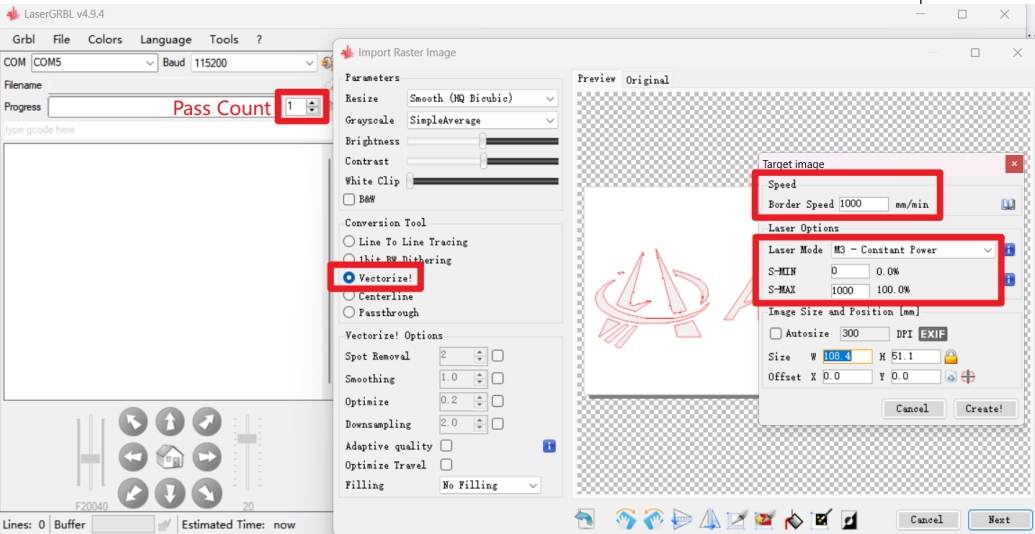 LaserGRBL v4.9.4
Grbl File Colors Language Tools ?
COM COM5 Baud 115200
Filename
Progress Pass Count 1
type gcode here
F20040 20
Lines: 0 Buffer Estimated Time: now
Import Raster Image
Parameters
Resize Smooth (HQ Bicubic)
Grayscale SimpleAverage
Brightness
Contrast
White Clip
B&W
Conversion Tool
Line To Line Tracing
1bit BW Dithering
Vectorize!
Centerline
Passthrough
Vectorize! Options
Spot Removal 2
Smoothing 1.0
Optimize 0.2
Downsampling 2.0
Adaptive quality
Optimize Travel
Filling No Filling
Preview Original
Target image
Speed
Border Speed 1000 mm/min
Laser Options
Laser Mode M3 - Constant Power
S-MIN 0 0.0%
S-MAX 1000 100.0%
Image Size and Position [mm]
Autosize 300 DPI EXIF
Size W 108.4 H 51.1
Offset X 0.0 Y 0.0
Cancel Create!
Cancel Next